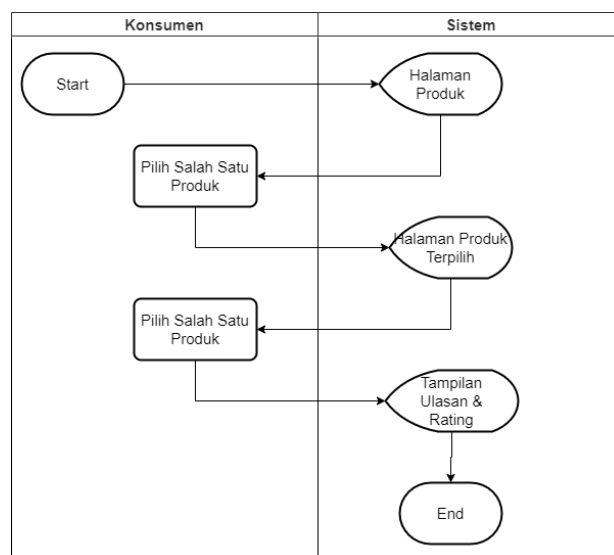 Konsumen
Sistem
Start
Halaman
Produk
Pilih Salah Satu
Produk
Halaman Produk
Terpilih
Pilih Salah Satu
Produk
Tampilan
Ulasan &
Rating
End